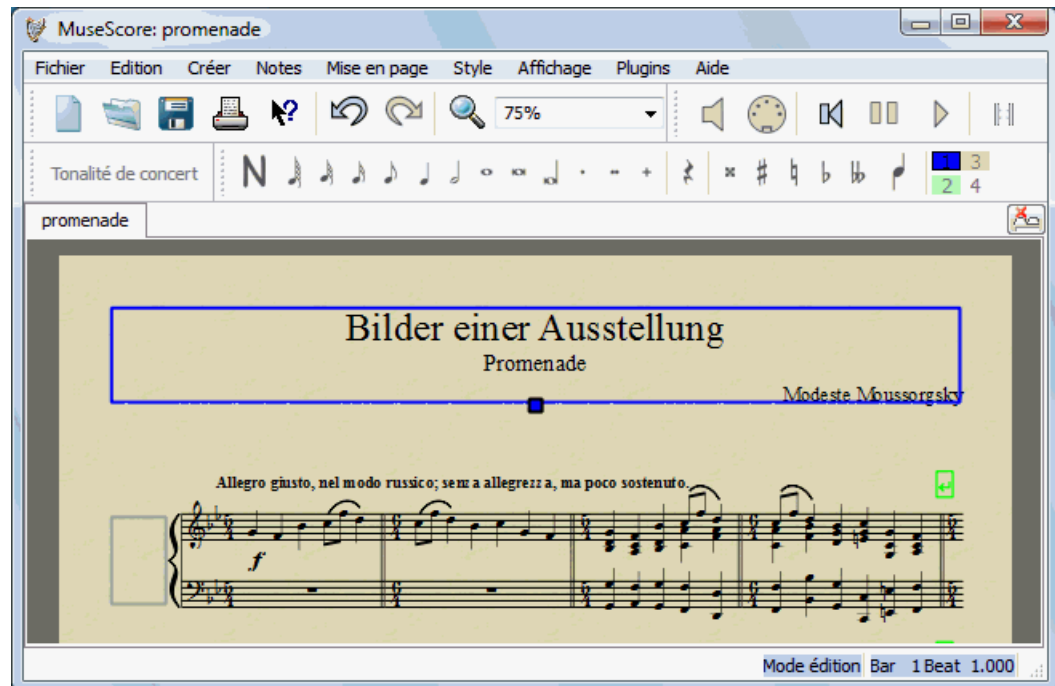 MuseScore: promenade
Fichier Edition Créer Notes Mise en page Style Affichage Plugins Aide
75%
Tonalité de concert
1 3
2 4
promenade
Bilder einer Ausstellung
Promenade
Modeste Moussorgsky
Allegro giusto, nel modo russico; senza allegrezza, ma poco sostenuto.
f
Mode édition Bar 1 Beat 1.000